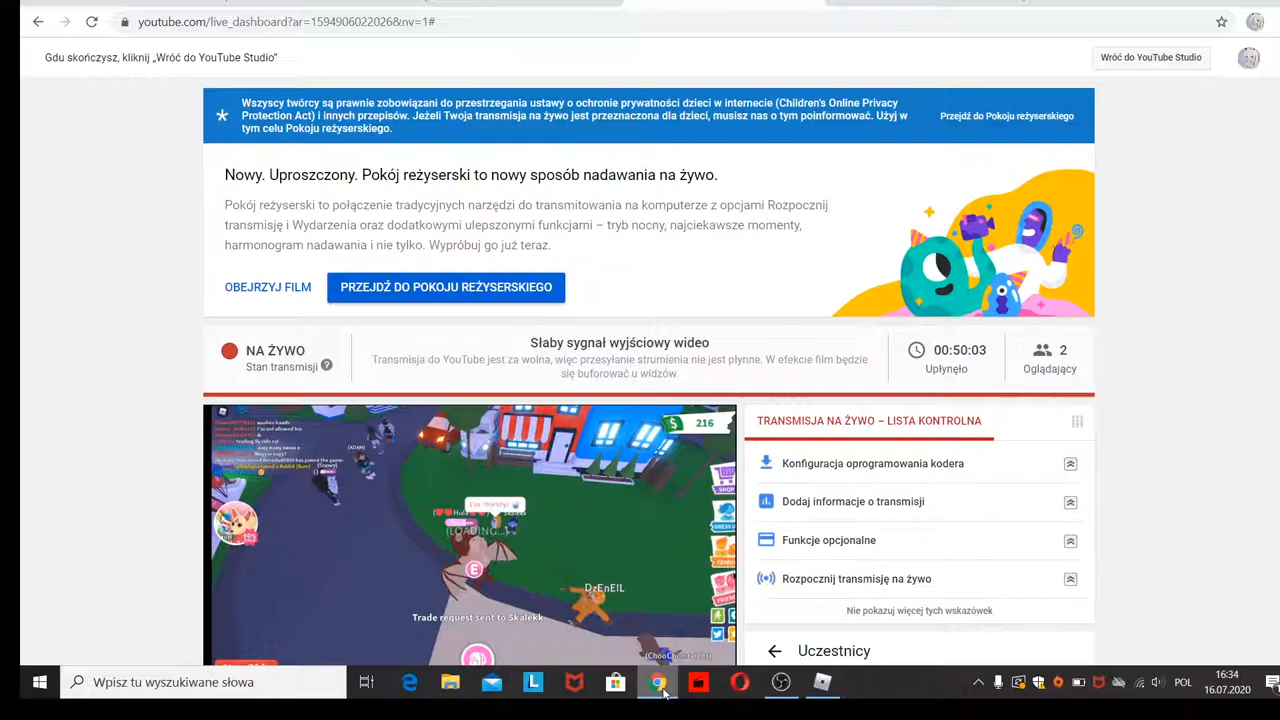 youtube.com/live_dashboard?ar=1594906022026&nv=1#
Gdu skończysz, kliknij „Wróć do YouTube Studio”
Wróć do YouTube Studio
Wszyscy twórcy są prawnie zobowiązani do przestrzegania ustawy o ochronie prywatności dzieci w internecie (Children's Online Privacy
Protection Act) i innych przepisów. Jeżeli Twoja transmisja na żywo jest przeznaczona dla dzieci, musisz nas o tym poinformować. Użyj w
tym celu Pokoju reżyserskiego.
Przejdź do Pokoju reżyserskiego
Nowy. Uproszczony. Pokój reżyserski to nowy sposób nadawania na żywo.
Pokój reżyserski to połączenie tradycyjnych narzędzi do transmitowania na komputerze z opcjami Rozpocznij
transmisję i Wydarzenia oraz dodatkowymi ulepszonymi funkcjami – tryb nocny, najciekawsze momenty,
harmonogram nadawania i nie tylko. Wypróbuj go już teraz.
OBEJRZYJ FILM
PRZEJDŹ DO POKOJU REŻYSERSKIEGO
NA ŻYWO
Stan transmisji ?
Słaby sygnał wyjściowy wideo
Transmisja do YouTube jest za wolna, więc przesyłanie strumienia nie jest płynne. W efekcie film będzie
się buforować u widzów.
00:50:03
Upłynęło
2
Oglądający
216
I'm thirsty!
(LOADING...)
E
DzEnEIL
Trade request sent to Skalekk
TRANSMISJA NA ŻYWO – LISTA KONTROLNA
Konfiguracja oprogramowania kodera
Dodaj informacje o transmisji
Funkcje opcjonalne
Rozpocznij transmisję na żywo
Nie pokazuj więcej tych wskazówek
Uczestnicy
Wpisz tu wyszukiwane słowa
POL
16:34
16.07.2020